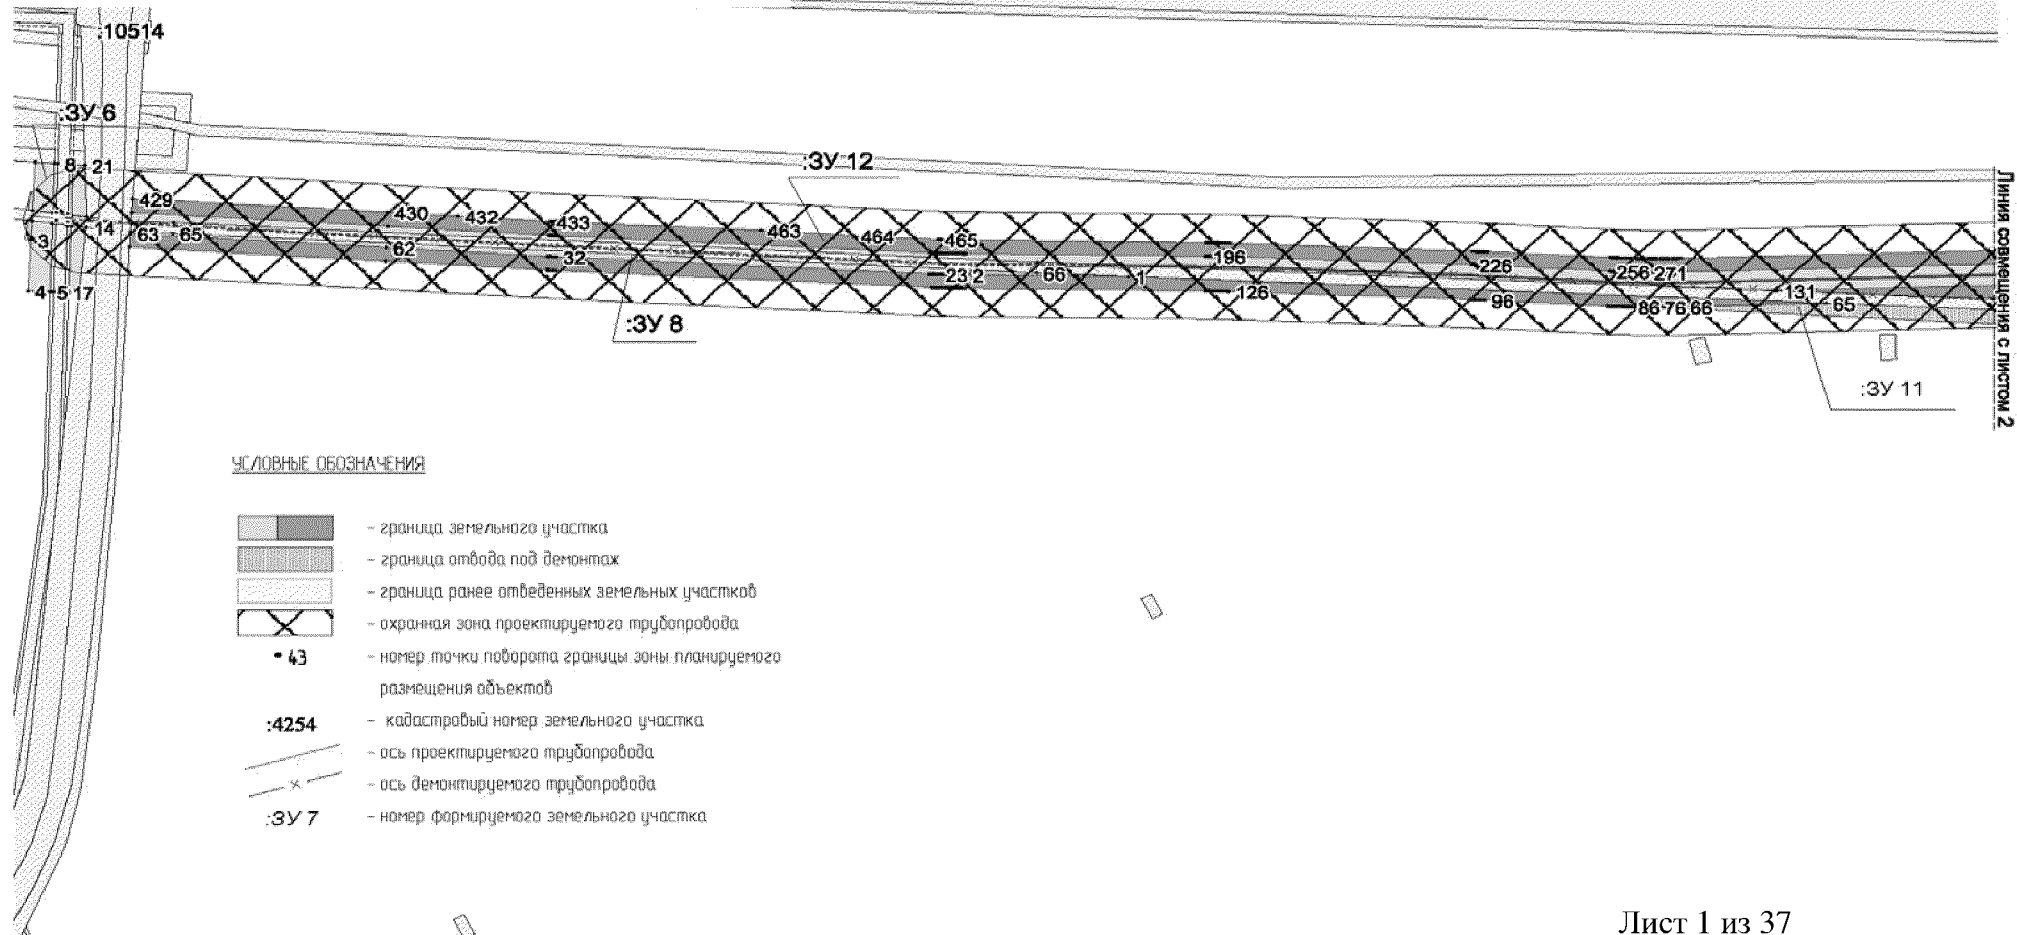 :10514
:ЗУ 6
:ЗУ 12
8 21
429 430 432 433 463 464 465
3 14 63 65 62 32 23 2 66 1 196 226 256 271
4 5 17
126 96 86 76 66 131 65
:ЗУ 8
:ЗУ 11
Линия совмещения с листом 2
УСЛОВНЫЕ ОБОЗНАЧЕНИЯ
- граница земельного участка
- граница отвода под демонтаж
- граница ранее отведенных земельных участков
- охранная зона проектируемого трубопровода
43 - номер точки поворота границы зоны планируемого
размещения объектов
:4254 - кадастровый номер земельного участка
- ось проектируемого трубопровода
- ось демонтируемого трубопровода
:ЗУ 7 - номер формируемого земельного участка
Лист 1 из 37